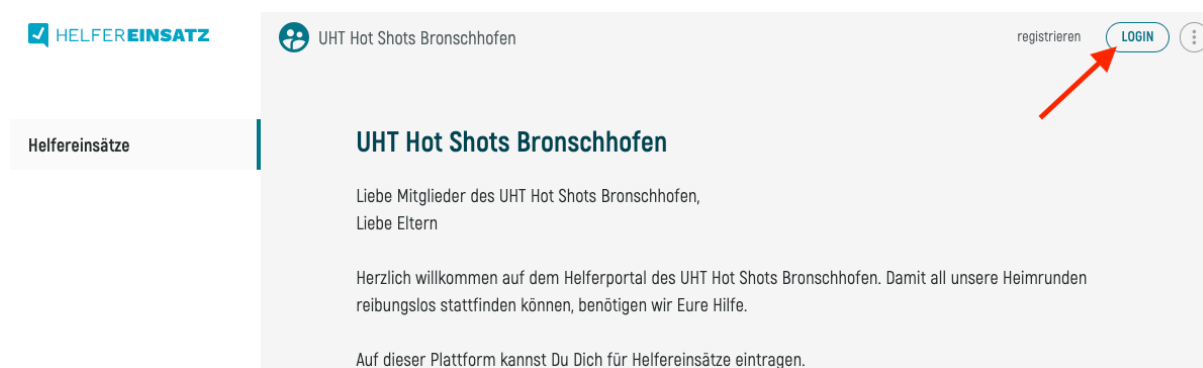 HELFEREINSATZ
UHT Hot Shots Bronschhofen
registrieren
LOGIN
Helfereinsätze
UHT Hot Shots Bronschhofen
Liebe Mitglieder des UHT Hot Shots Bronschhofen,
Liebe Eltern
Herzlich willkommen auf dem Helferportal des UHT Hot Shots Bronschhofen. Damit all unsere Heimrunden
reibungslos stattfinden können, benötigen wir Eure Hilfe.
Auf dieser Plattform kannst Du Dich für Helfereinsätze eintragen.